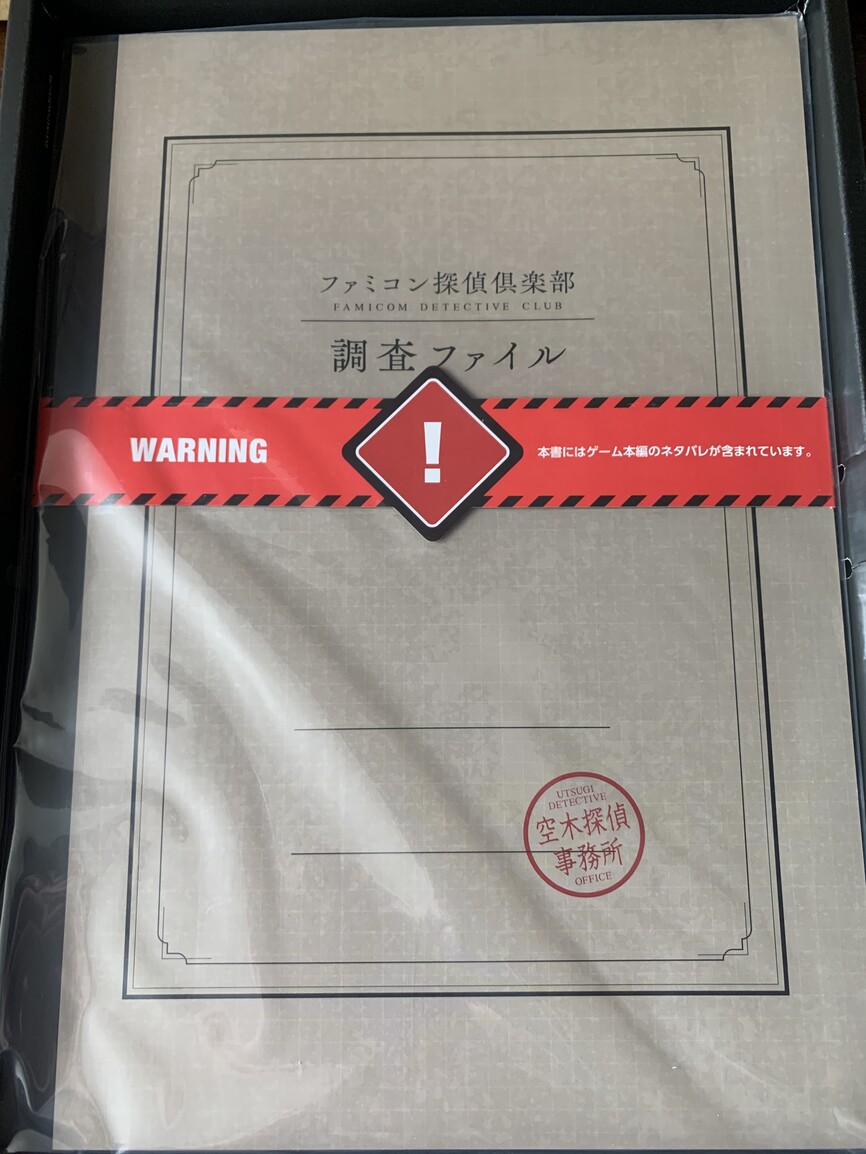 ファミコン探偵倶楽部
FAMICOM DETECTIVE CLUB
調査ファイル
WARNING
!
本書にはゲーム本編のネタバレが含まれています。
UTSUGI
DETECTIVE
空木探偵
事務所
OFFICE